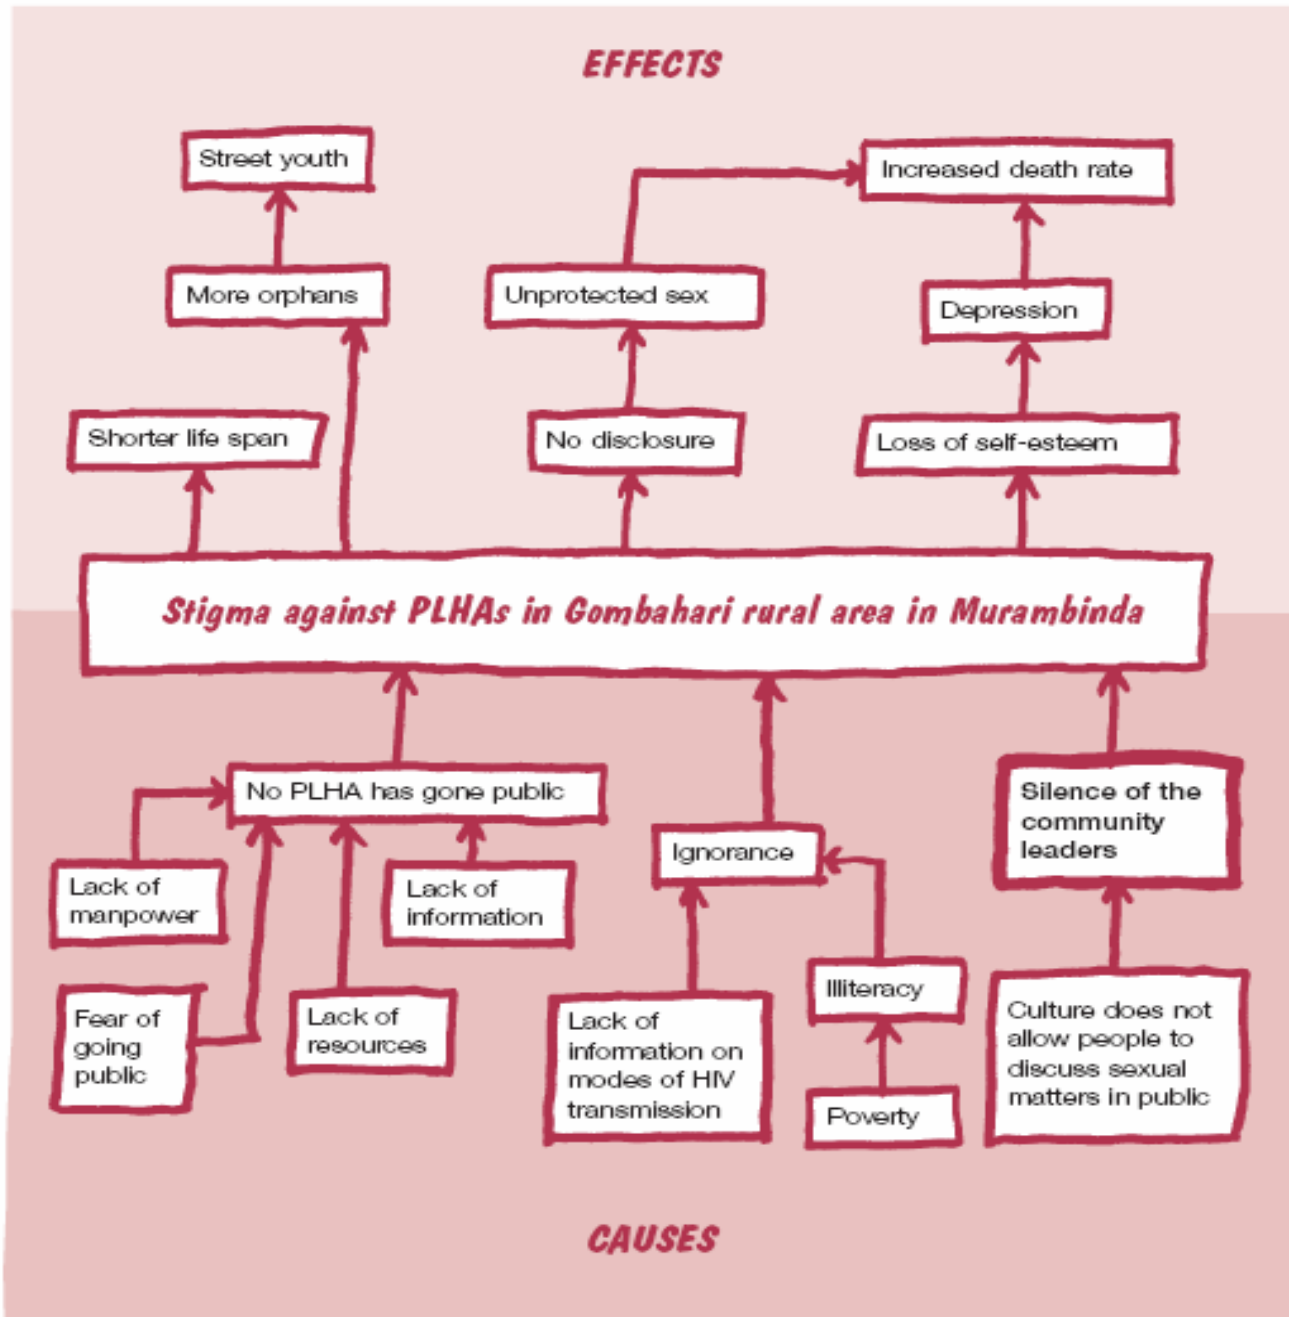 EFFECTS
Street youth
Increased death rate
More orphans
Unprotected sex
Depression
Shorter life span
No disclosure
Loss of self-esteem
Stigma against PLHAs in Gombahari rural area in Murambinda
No PLHA has gone public
Silence of the
community
leaders
Ignorance
Lack of
manpower
Lack of
information
Fear of
going
public
Lack of
resources
Lack of
information on
modes of HIV
transmission
Illiteracy
Poverty
Culture does not
allow people to
discuss sexual
matters in public
CAUSES